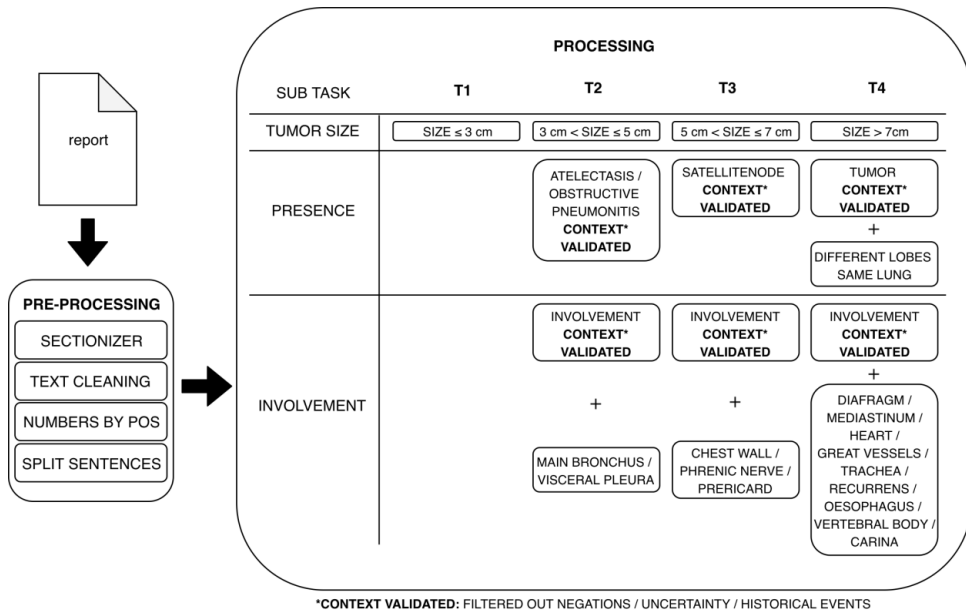 report
PRE-PROCESSING
SECTIONIZER
TEXT CLEANING
NUMBERS BY POS
SPLIT SENTENCES
PROCESSING
SUB TASK
T1
T2
T3
T4
TUMOR SIZE
SIZE ≤ 3 cm
3 cm < SIZE ≤ 5 cm
5 cm < SIZE ≤ 7 cm
SIZE > 7cm
PRESENCE
ATELECTASIS /
OBSTRUCTIVE
PNEUMONITIS
CONTEXT*
VALIDATED
SATELLITENODE
CONTEXT*
VALIDATED
TUMOR
CONTEXT*
VALIDATED
+
DIFFERENT LOBES
SAME LUNG
INVOLVEMENT
INVOLVEMENT
CONTEXT*
VALIDATED
+
MAIN BRONCHUS /
VISCERAL PLEURA
INVOLVEMENT
CONTEXT*
VALIDATED
+
CHEST WALL /
PHRENIC NERVE /
PRERICARD
INVOLVEMENT
CONTEXT*
VALIDATED
+
DIAFRAGM /
MEDIASTINUM /
HEART /
GREAT VESSELS /
TRACHEA /
RECURRENS /
OESOPHAGUS /
VERTEBRAL BODY /
CARINA
*CONTEXT VALIDATED: FILTERED OUT NEGATIONS / UNCERTAINTY / HISTORICAL EVENTS